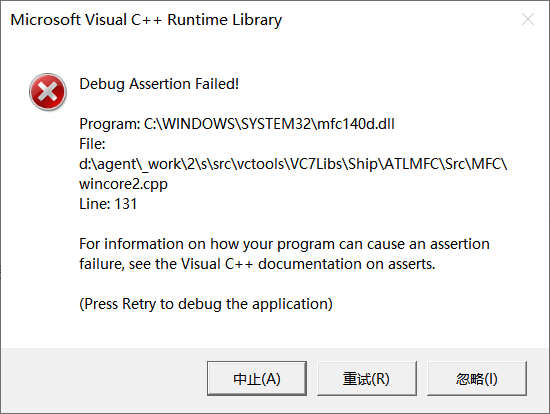 Microsoft Visual C++ Runtime Library
Debug Assertion Failed!
Program: C:\WINDOWS\SYSTEM32\mfc140d.dll
File:
d:\agent\_work\2\s\src\vctools\VC7Libs\Ship\ATLMFC\Src\MFC\
wincore2.cpp
Line: 131
For information on how your program can cause an assertion
failure, see the Visual C++ documentation on asserts.
(Press Retry to debug the application)
中止(A)
重试(R)
忽略(I)